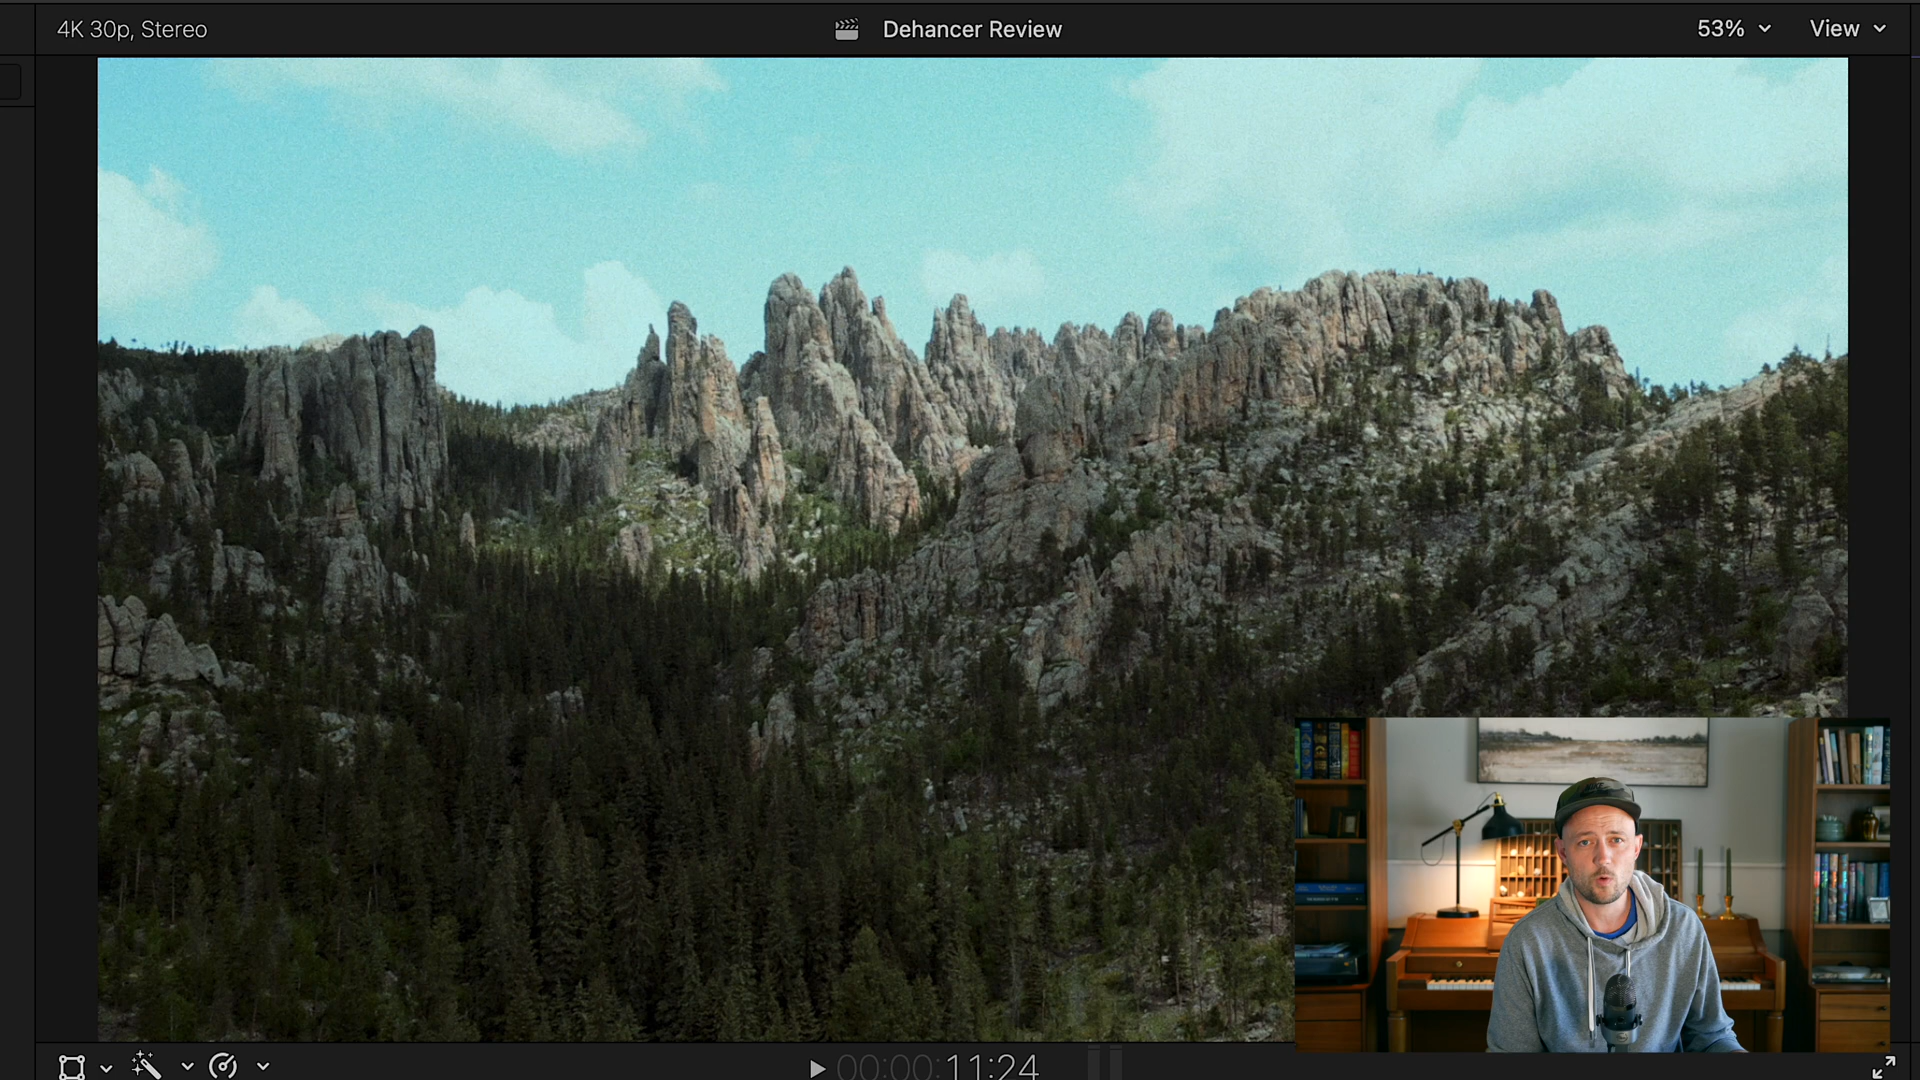 4K 30p, Stereo
Dehancer Review
53%
View
00:00:11:24